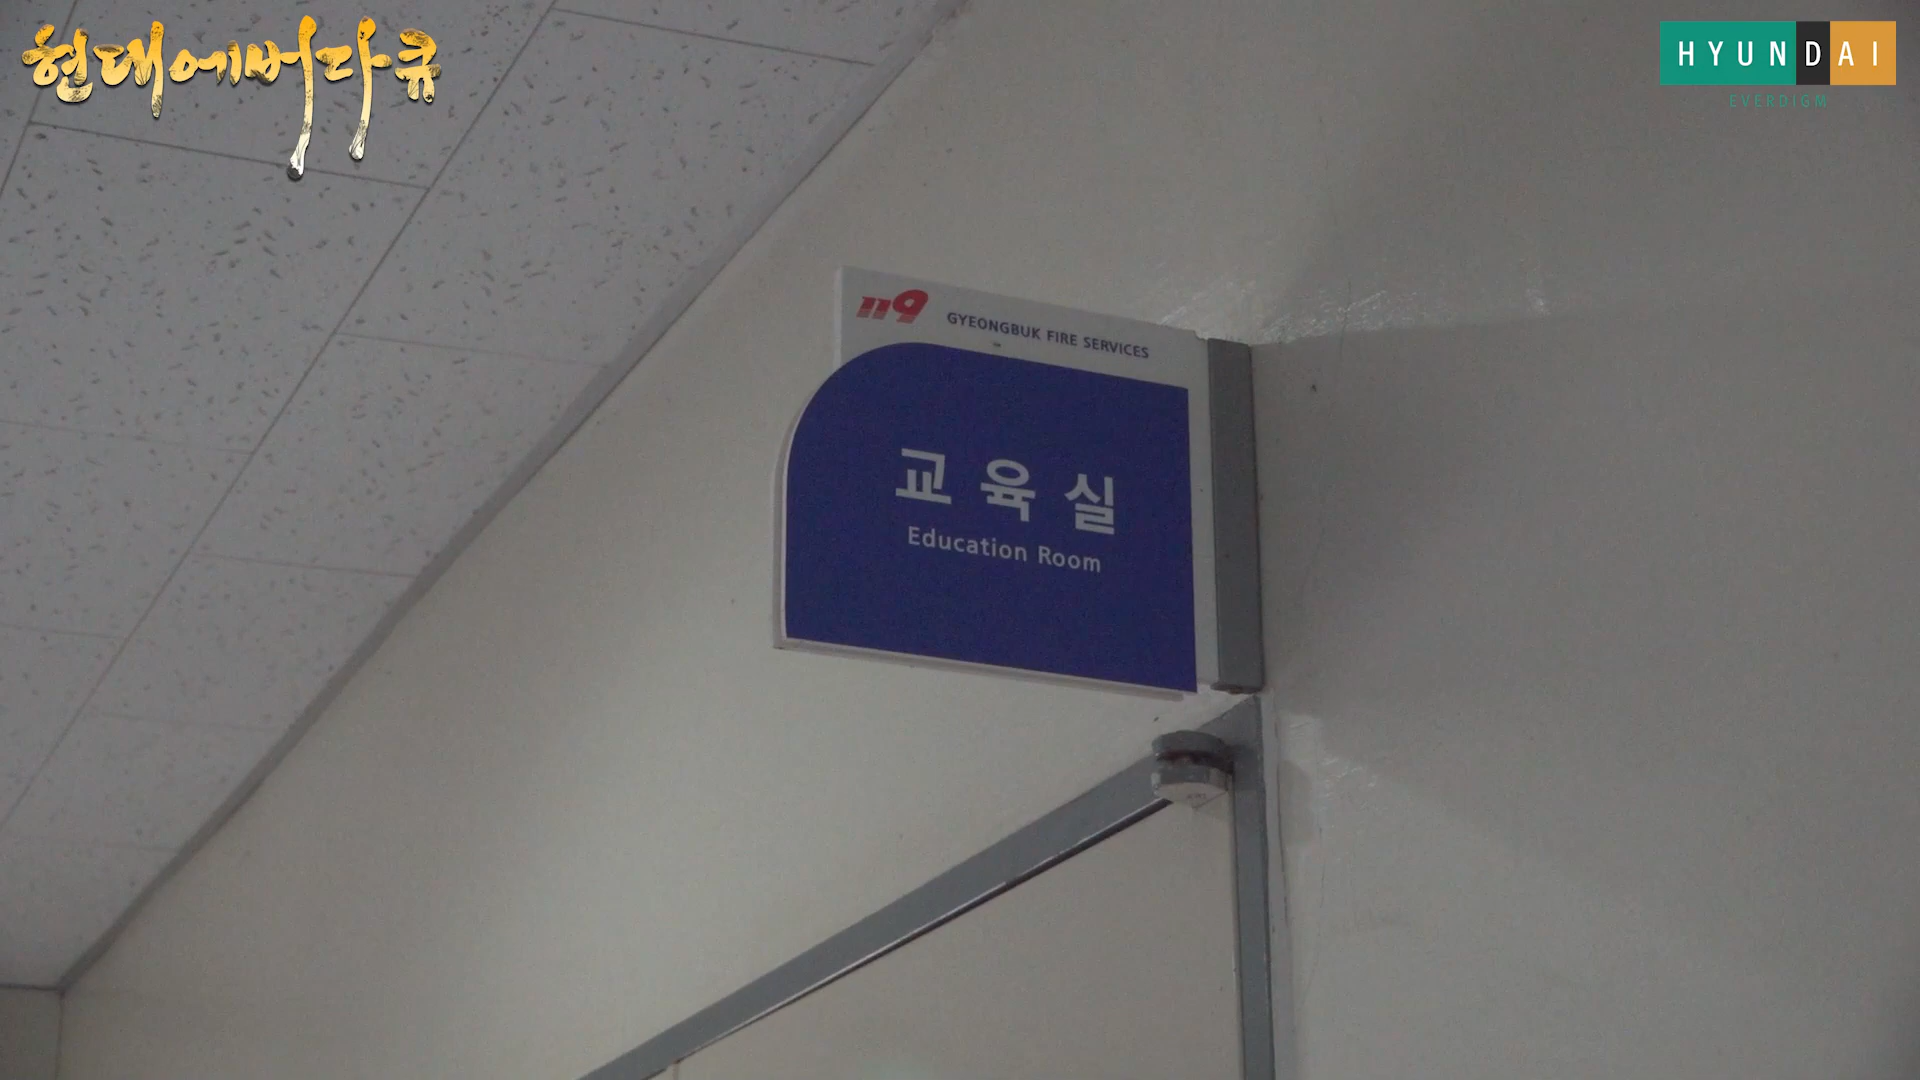 현대에버다큐
HYUNDAI
EVERDIGM
119 GYEONGBUK FIRE SERVICES
교육실
Education Room